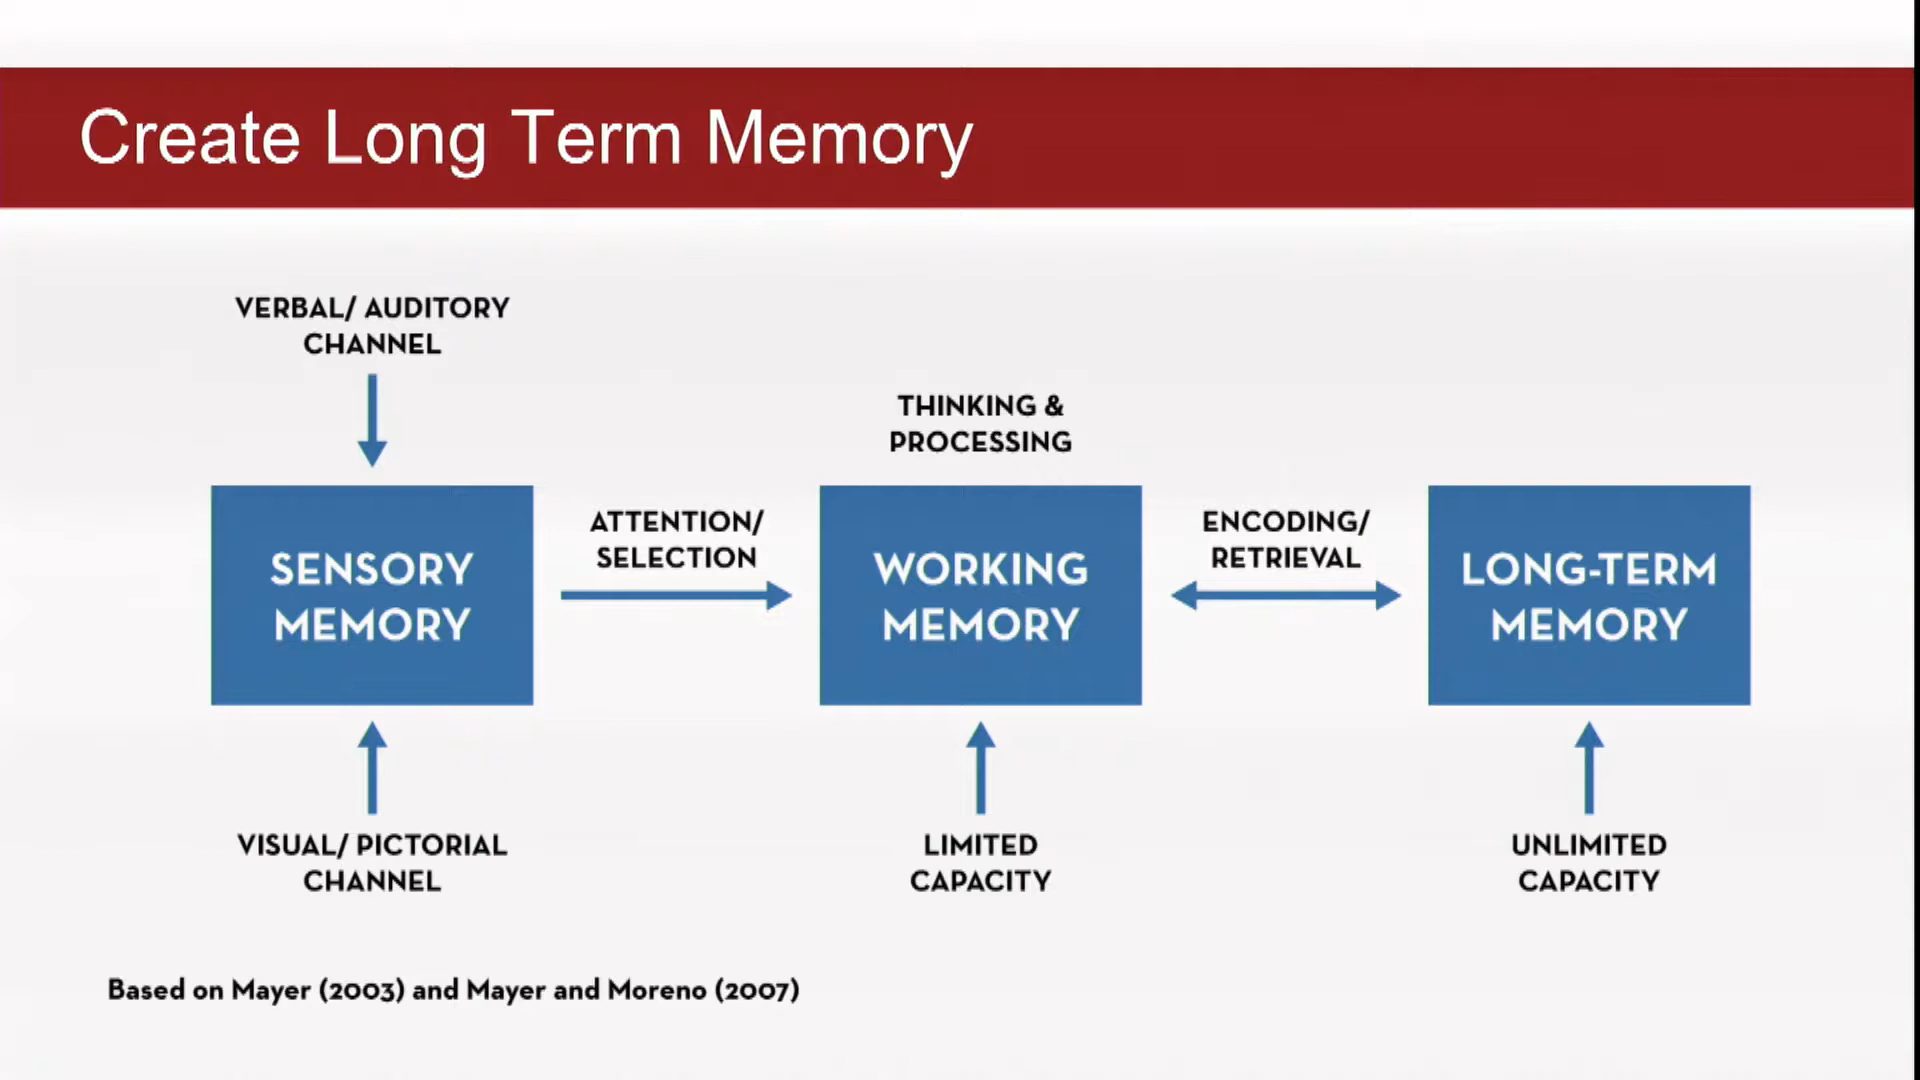 Create Long Term Memory
VERBAL/ AUDITORY
CHANNEL
THINKING &
PROCESSING
SENSORY
MEMORY
ATTENTION/
SELECTION
WORKING
MEMORY
ENCODING/
RETRIEVAL
LONG-TERM
MEMORY
VISUAL/ PICTORIAL
CHANNEL
LIMITED
CAPACITY
UNLIMITED
CAPACITY
Based on Mayer (2003) and Mayer and Moreno (2007)